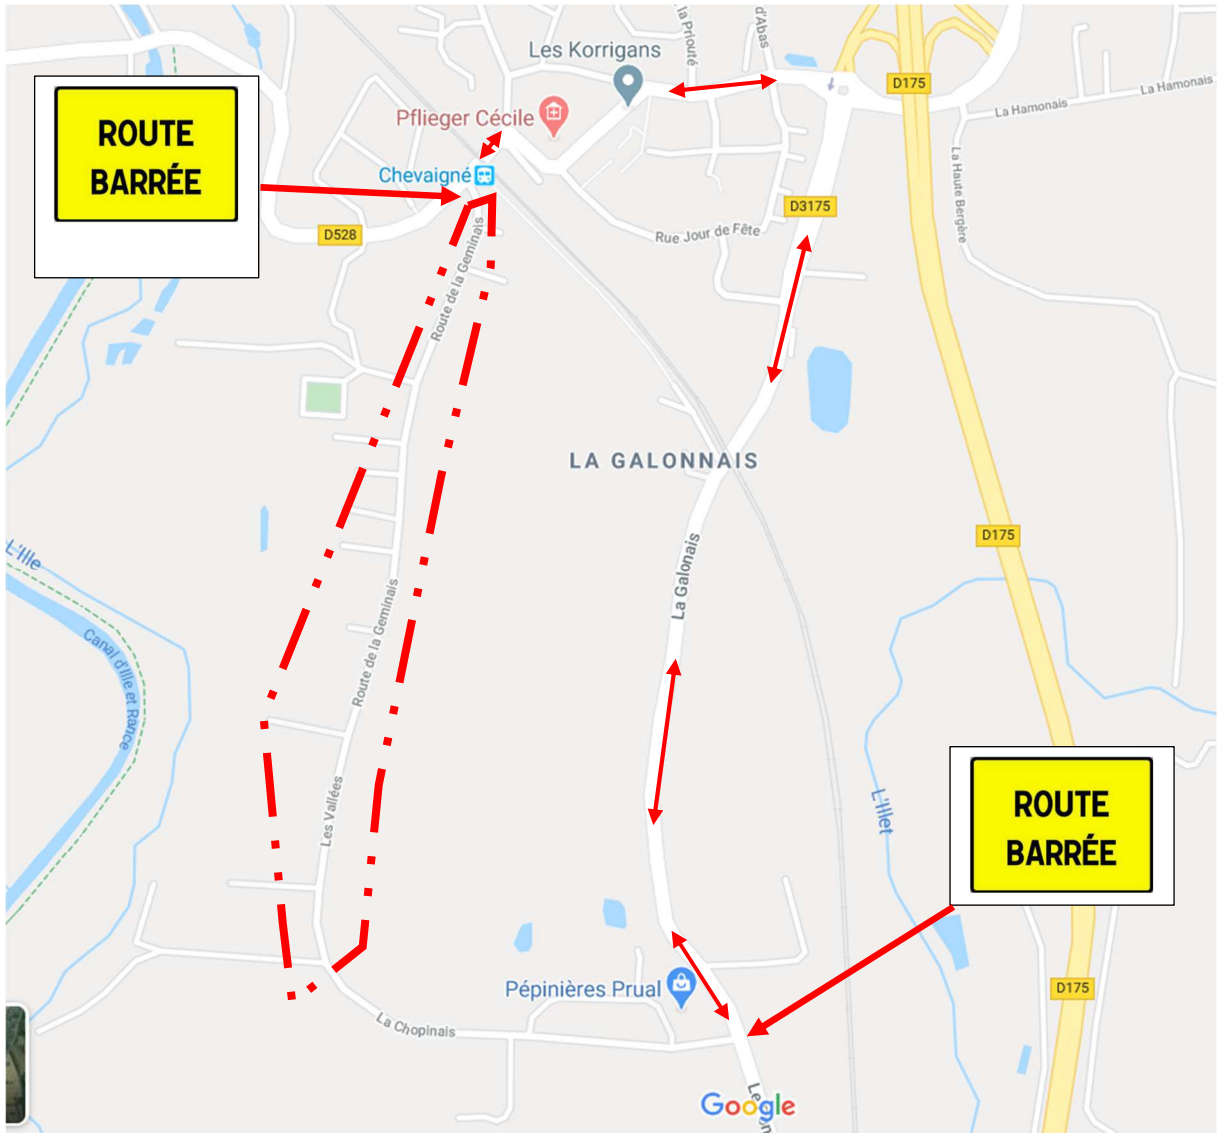 la Prioute
d'Abas
Les Korrigans
D175
La Hamonais
La Hamonais
ROUTE
BARRÉE
Pflieger Cécile
Chevaigné
La Haute Bergère
D3175
D528
Rue Jour de Fête
Route de la Geminais
LA GALONNAIS
D175
L'Ille
La Galonais
Canal d'Ille et Rance
Route de la Geminais
Les Vallées
L'Illet
ROUTE
BARRÉE
Pépinières Prual
D175
La Chopinais
Google